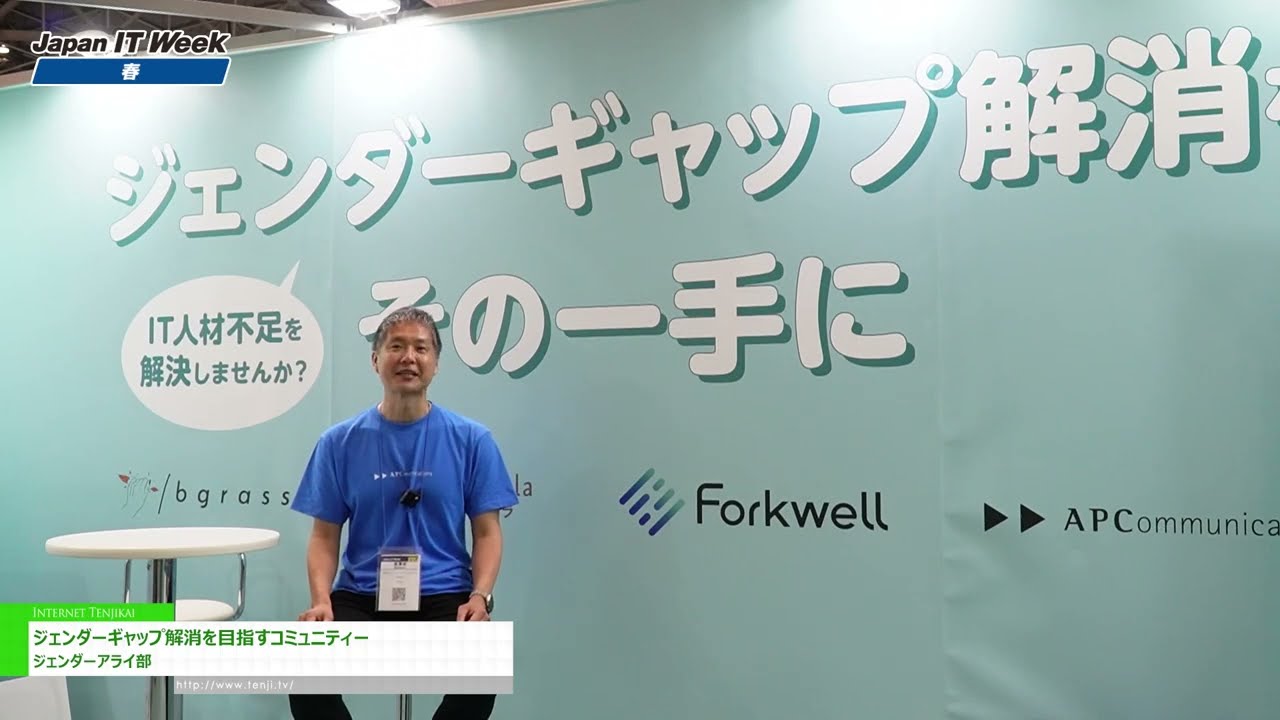 Japan IT Week
春
ジェンダーギャップ解消
その一手に
IT人材不足を
解決しませんか？
/bgrass
la
Forkwell
APCommunica
APCommunications
INTERNET TENJIKAI
ジェンダーギャップ解消を目指すコミュニティー
ジェンダーアライ部
http://www.tenji.tv/